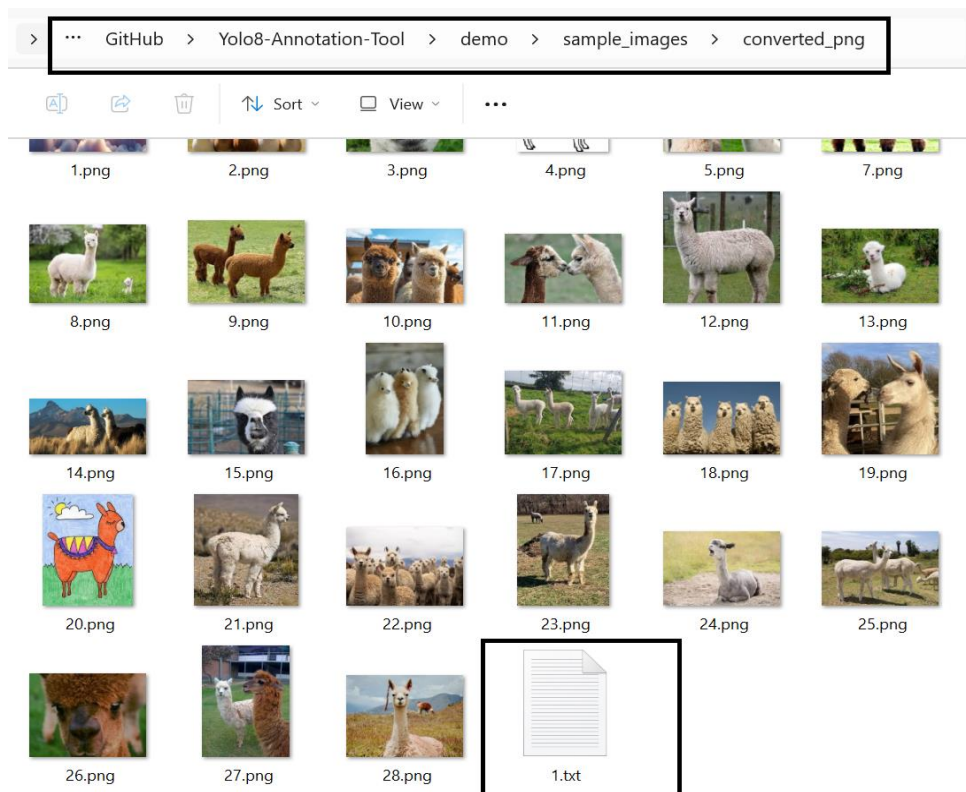 > ··· GitHub > Yolo8-Annotation-Tool > demo > sample_images > converted_png
A Sort View ···
1.png 2.png 3.png 4.png 5.png 7.png
8.png 9.png 10.png 11.png 12.png 13.png
14.png 15.png 16.png 17.png 18.png 19.png
20.png 21.png 22.png 23.png 24.png 25.png
26.png 27.png 28.png 1.txt